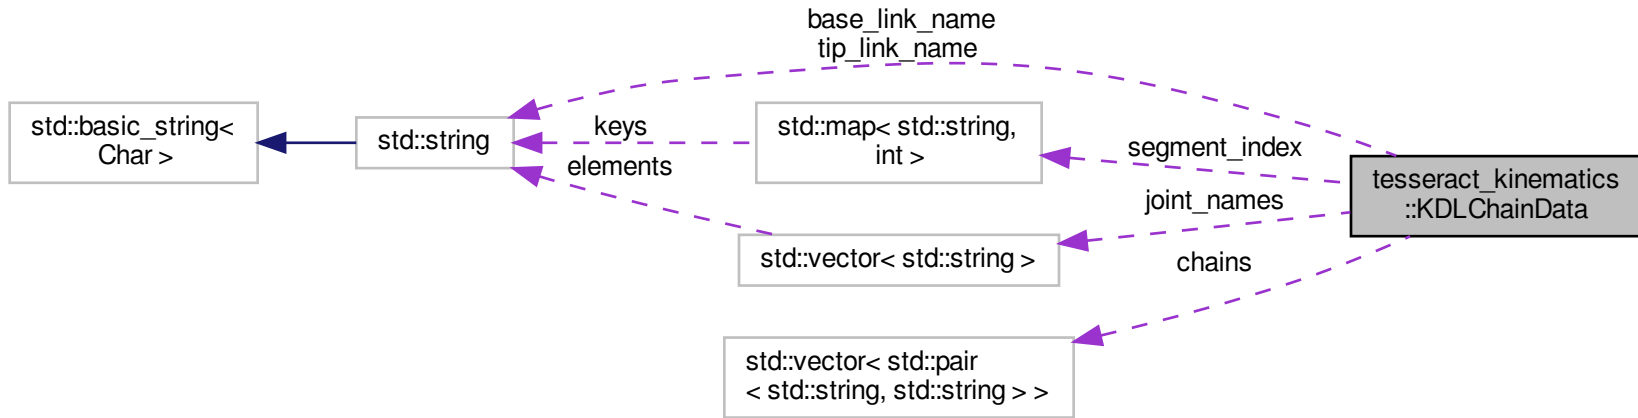 base_link_name
tip_link_name
std::basic_string<
Char >
std::string
keys
elements
std::map< std::string,
int >
segment_index
tesseract_kinematics
::KDLChainData
joint_names
std::vector< std::string >
chains
std::vector< std::pair
< std::string, std::string > >